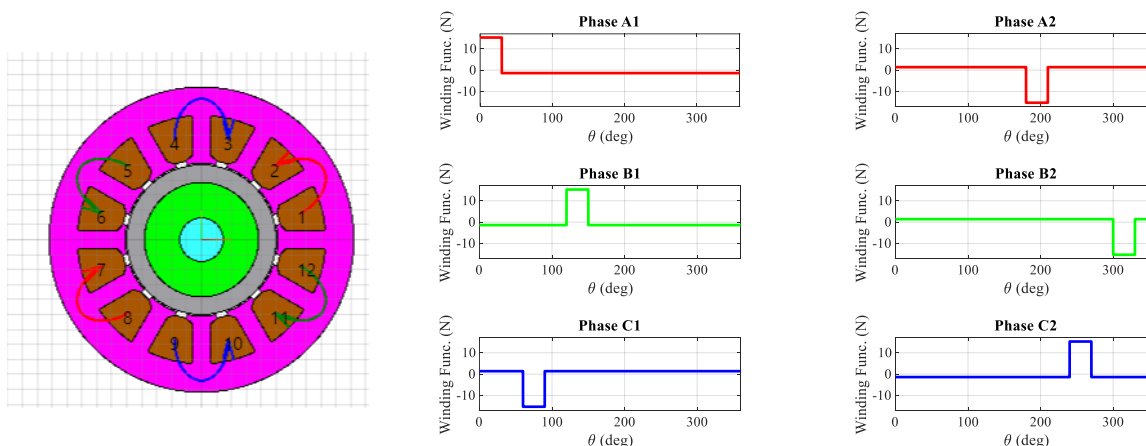 4 3
5 2
6 1
7 12
8 11
9 10
Phase A1
Winding Func. (N)
10
0
-10
0 100 200 300
θ (deg)
Phase A2
Winding Func. (N)
10
0
-10
0 100 200 300
θ (deg)
Phase B1
Winding Func. (N)
10
0
-10
0 100 200 300
θ (deg)
Phase B2
Winding Func. (N)
10
0
-10
0 100 200 300
θ (deg)
Phase C1
Winding Func. (N)
10
0
-10
0 100 200 300
θ (deg)
Phase C2
Winding Func. (N)
10
0
-10
0 100 200 300
θ (deg)